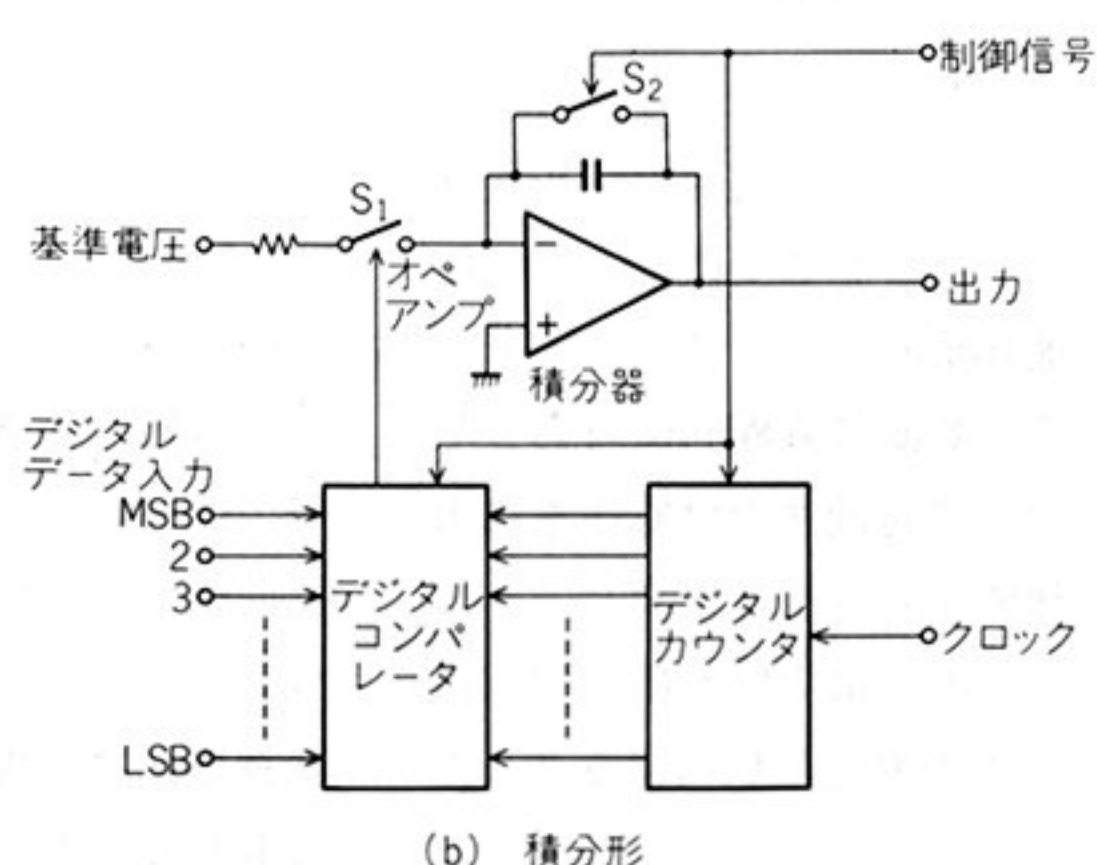 制御信号
S₂
S₁
基準電圧
オペ
アンプ
－
＋
出力
積分器
デジタル
データ入力
MSB
2
3
LSB
デジタル
コンパ
レータ
デジタル
カウンタ
クロック
(b) 積分形